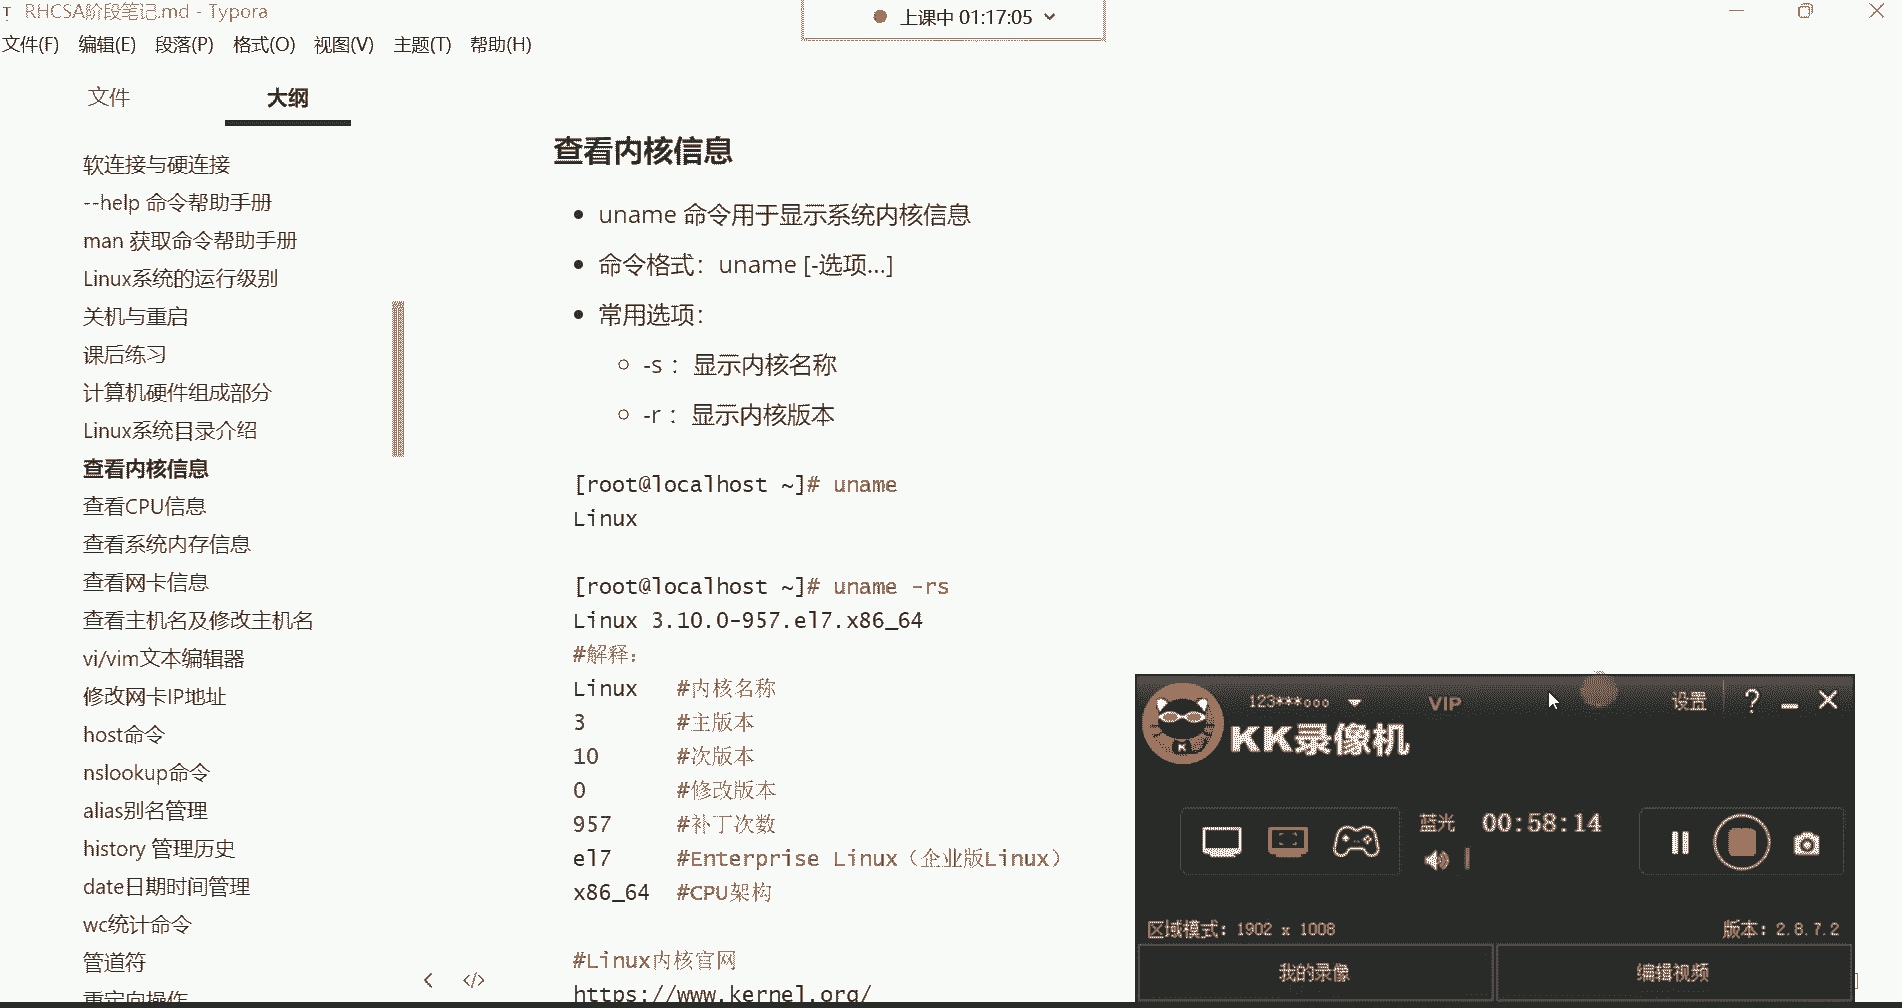 RHCSA阶段笔记.md - Typora
上课中 01:17:05
文件(F) 编辑(E) 段落(P) 格式(O) 视图(V) 主题(T) 帮助(H)
文件
大纲
软连接与硬连接
--help 命令帮助手册
man 获取命令帮助手册
Linux系统的运行级别
关机与重启
课后练习
计算机硬件组成部分
Linux系统目录介绍
查看内核信息
查看CPU信息
查看系统内存信息
查看网卡信息
查看主机名及修改主机名
vi/vim文本编辑器
修改网卡IP地址
host命令
nslookup命令
alias别名管理
history 管理历史
date日期时间管理
wc统计命令
管道符
重定向操作
查看内核信息
uname 命令用于显示系统内核信息
命令格式：uname [-选项...]
常用选项：
-s ：显示内核名称
-r ：显示内核版本
[root@localhost ~]# uname
Linux
[root@localhost ~]# uname -rs
Linux 3.10.0-957.el7.x86_64
#解释：
Linux #内核名称
3 #主版本
10 #次版本
0 #修改版本
957 #补丁次数
el7 #Enterprise Linux（企业版Linux）
x86_64 #CPU架构
#Linux内核官网
https://www.kernel.org/
123***ooo VIP 设置 ?
KK录像机
蓝光 00:58:14
区域模式：1902 x 1008 版本：2.8.7.2
我的录像 编辑视频